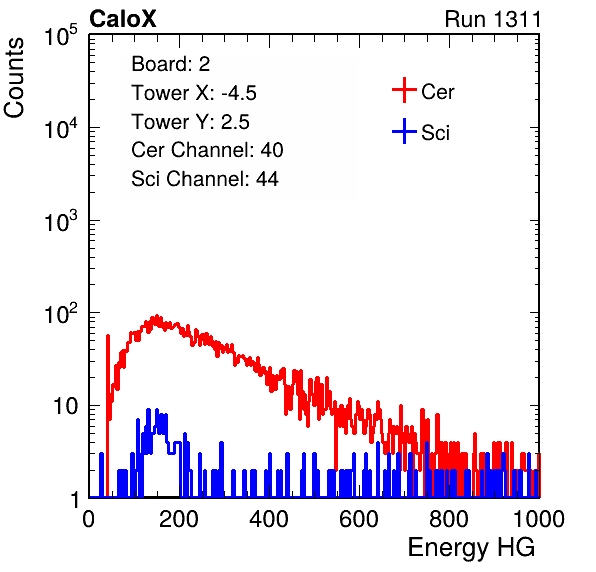 CaloX Run 1311
Counts
Board: 2
Tower X: -4.5
Tower Y: 2.5
Cer Channel: 40
Sci Channel: 44
Cer
Sci
10^5
10^4
10^3
10^2
10
1
0 200 400 600 800 1000
Energy HG